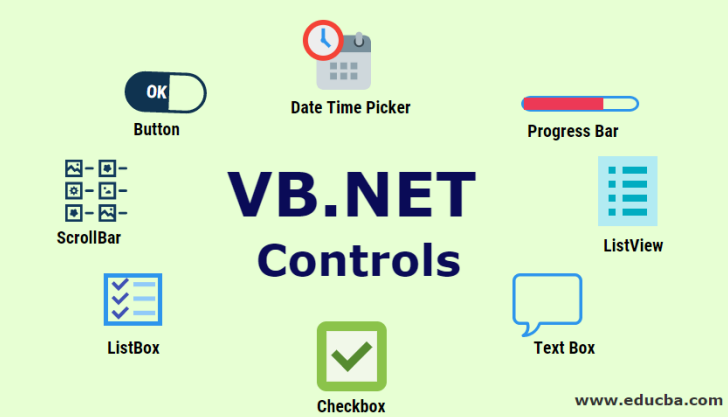 Date Time Picker
OK
Button
Progress Bar
VB.NET
Controls
ScrollBar
ListView
ListBox
Text Box
Checkbox
www.educba.com